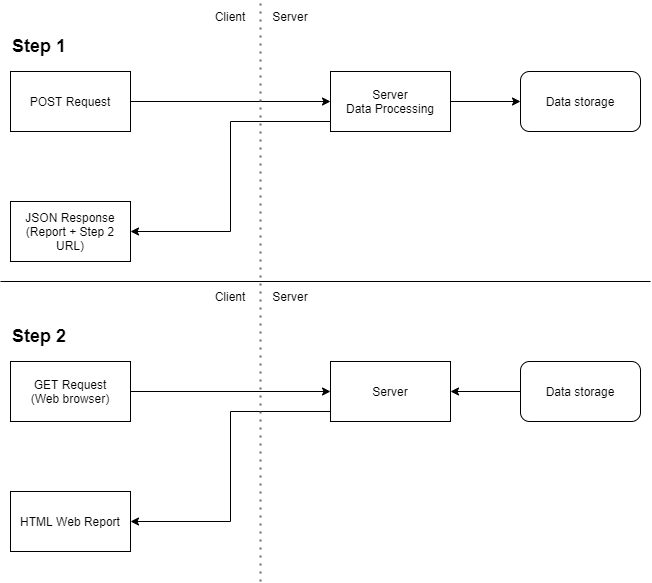 Client
Server
Step 1
POST Request
Server
Data Processing
Data storage
JSON Response
(Report + Step 2
URL)
Client
Server
Step 2
GET Request
(Web browser)
Server
Data storage
HTML Web Report